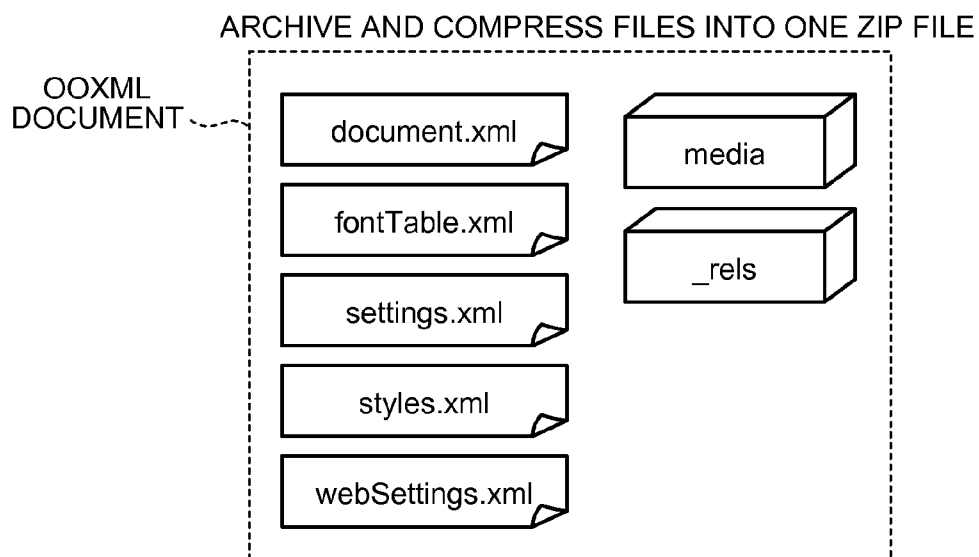 ARCHIVE AND COMPRESS FILES INTO ONE ZIP FILE
OOXML
DOCUMENT
document.xml
fontTable.xml
settings.xml
styles.xml
webSettings.xml
media
_rels